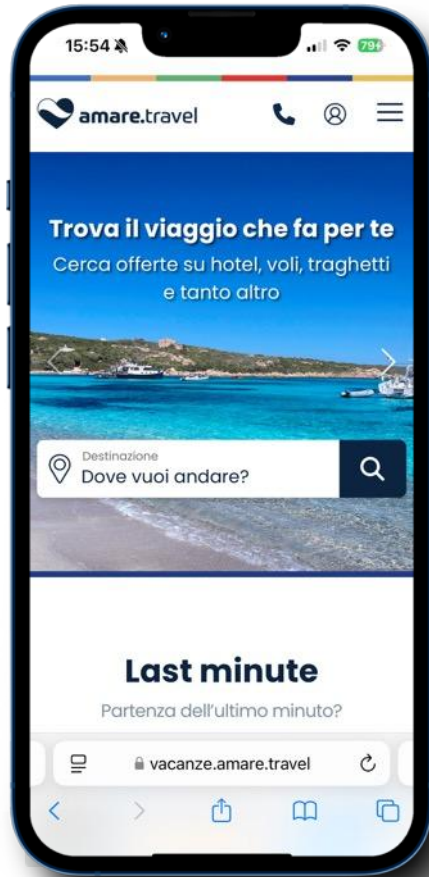 15:54
79+
amare.travel
Trova il viaggio che fa per te
Cerca offerte su hotel, voli, traghetti
e tanto altro
Destinazione
Dove vuoi andare?
Last minute
Partenza dell'ultimo minuto?
vacanze.amare.travel